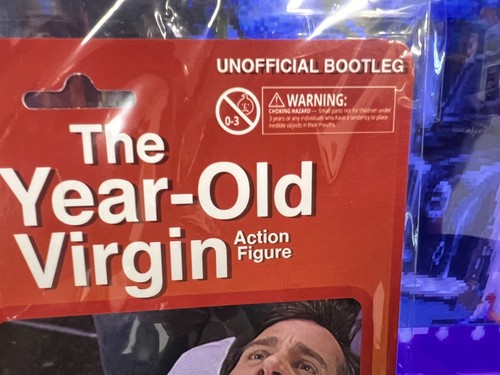 UNOFFICIAL BOOTLEG
0-3
WARNING:
CHOKING HAZARD — Small parts not for children under
3 years or any individuals who have a tendency to place
inedible objects in their mouths.
The
Year-Old
Virgin
Action
Figure